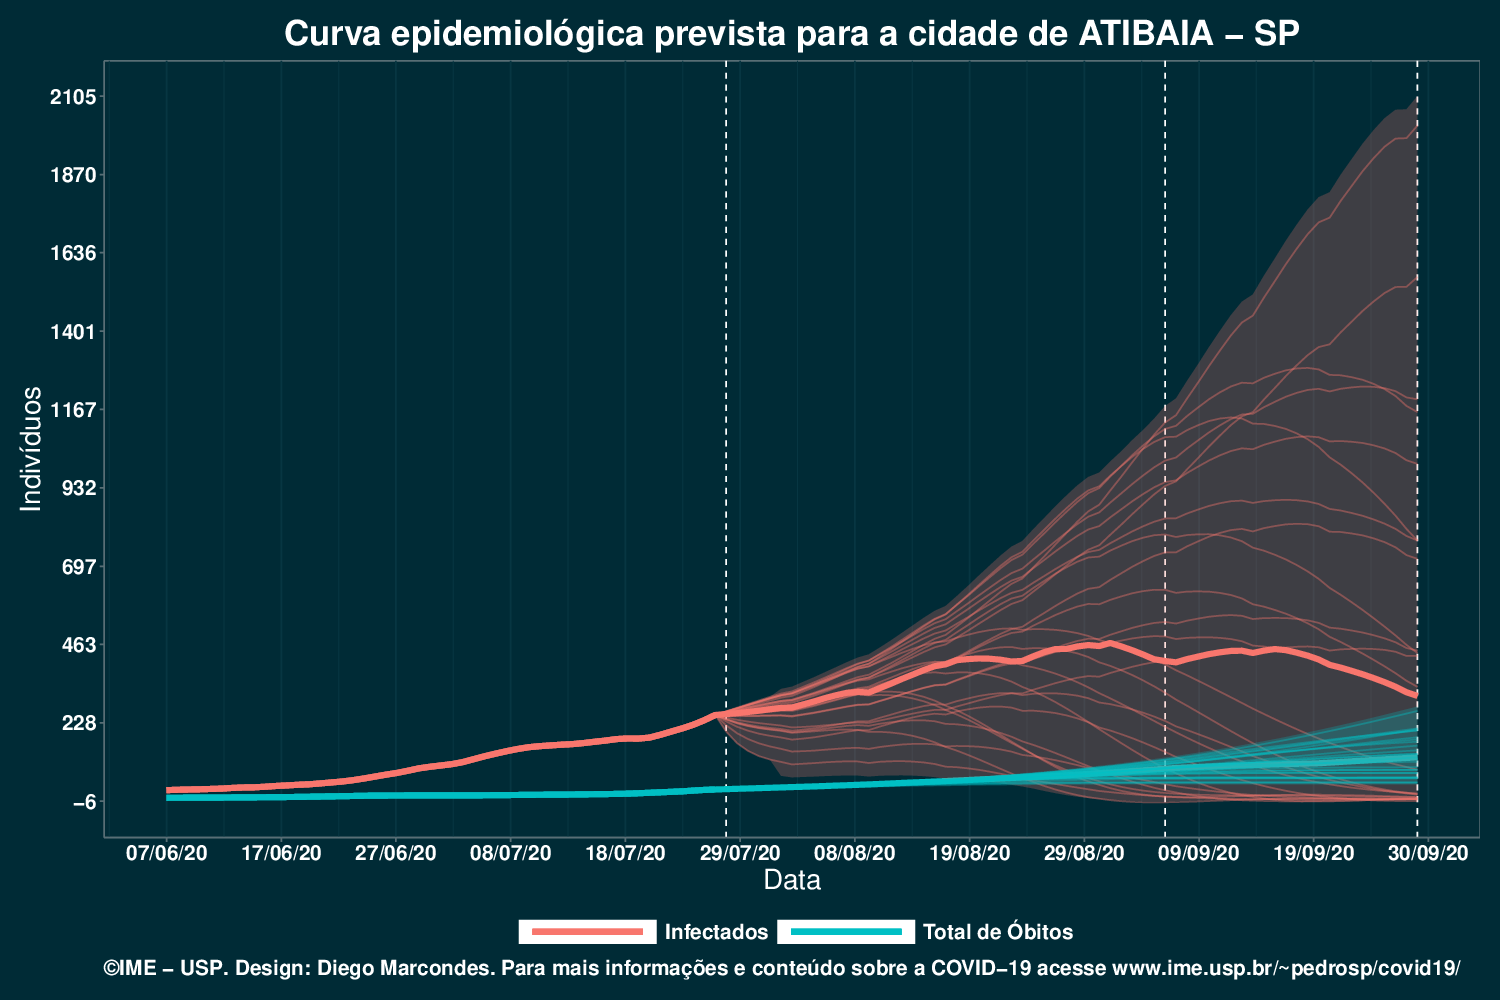 Curva epidemiológica prevista para a cidade de ATIBAIA – SP
Indivíduos
2105
1870
1636
1401
1167
932
697
463
228
−6
07/06/20 17/06/20 27/06/20 08/07/20 18/07/20 29/07/20 08/08/20 19/08/20 29/08/20 09/09/20 19/09/20 30/09/20
Data
Infectados Total de Óbitos
©IME – USP. Design: Diego Marcondes. Para mais informações e conteúdo sobre a COVID–19 acesse www.ime.usp.br/~pedrosp/covid19/